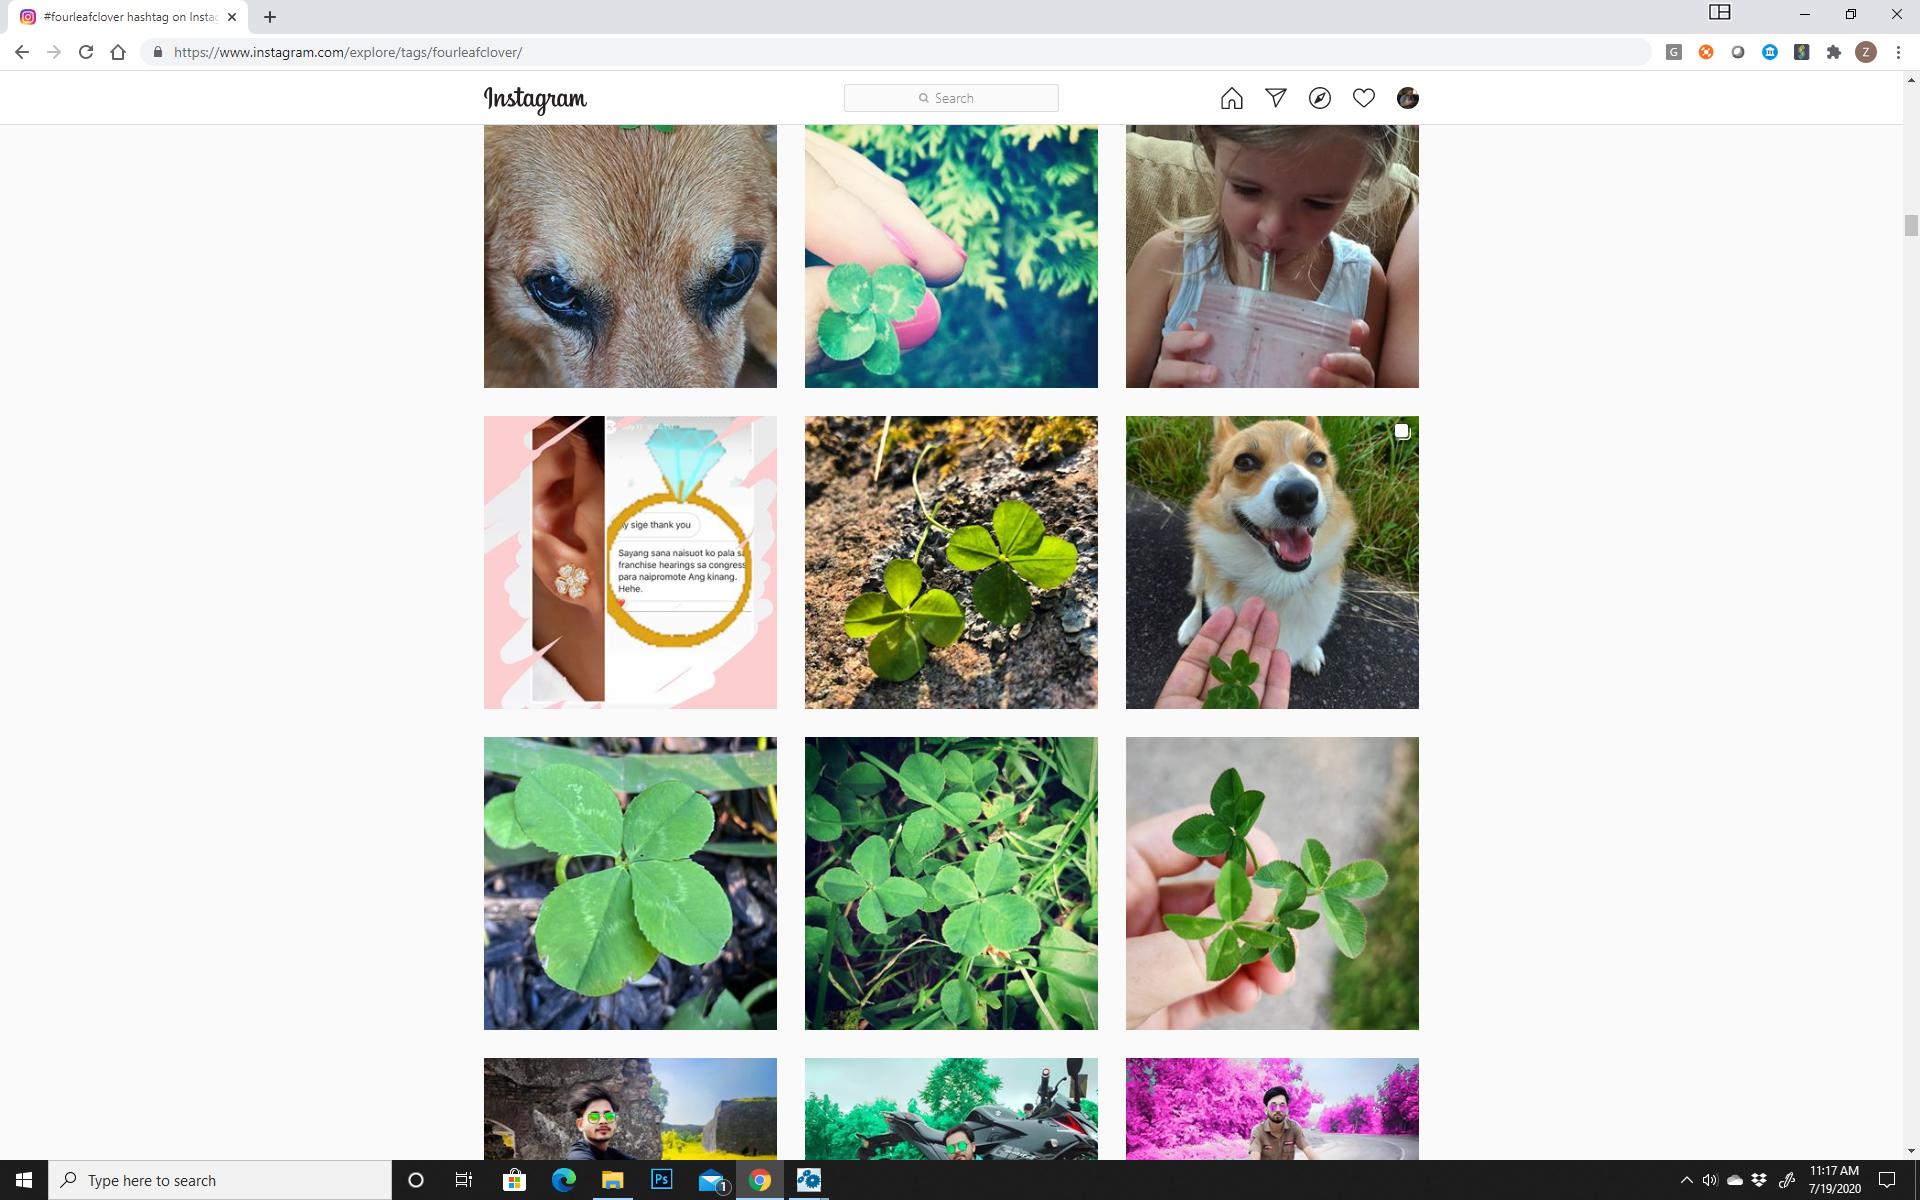 #fourleafclover hashtag on Insta
https://www.instagram.com/explore/tags/fourleafclover/
G
Z
Instagram
Search
y sige thank you
Sayang sana naisuot ko pala sa
franchise hearings sa congress
para naipromote Ang kinang.
Hehe.
Type here to search
Ps
1
11:17 AM
7/19/2020